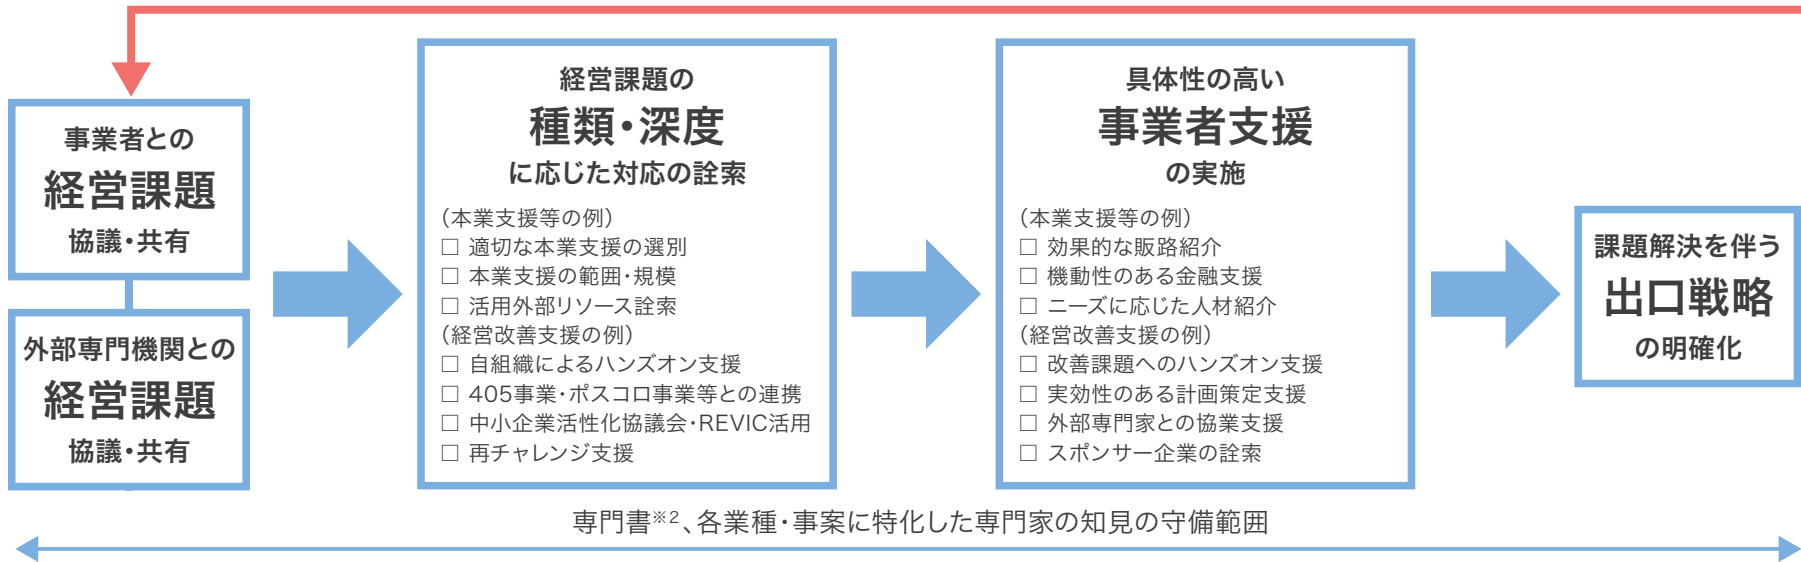 事業者との
経営課題
協議・共有
外部専門機関との
経営課題
協議・共有
経営課題の
種類・深度
に応じた対応の詮索
(本業支援等の例)
□ 適切な本業支援の選別
□ 本業支援の範囲・規模
□ 活用外部リソース詮索
(経営改善支援の例)
□ 自組織によるハンズオン支援
□ 405事業・ポスコロ事業等との連携
□ 中小企業活性化協議会・REVIC活用
□ 再チャレンジ支援
具体性の高い
事業者支援
の実施
(本業支援等の例)
□ 効果的な販路紹介
□ 機動性のある金融支援
□ ニーズに応じた人材紹介
(経営改善支援の例)
□ 改善課題へのハンズオン支援
□ 実効性のある計画策定支援
□ 外部専門家との協業支援
□ スポンサー企業の詮索
課題解決を伴う
出口戦略
の明確化
専門書※2、各業種・事案に特化した専門家の知見の守備範囲